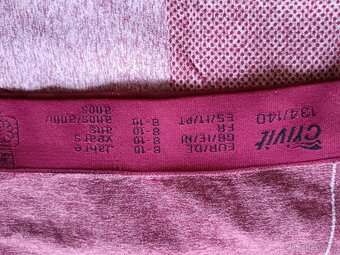 Crivit
134/140
EUR/DE 8-10 Jahre
GB/IE/NI 8-10 years
FR 8-10 ans
ES/IT/PT 8-10 años/anni/
anos